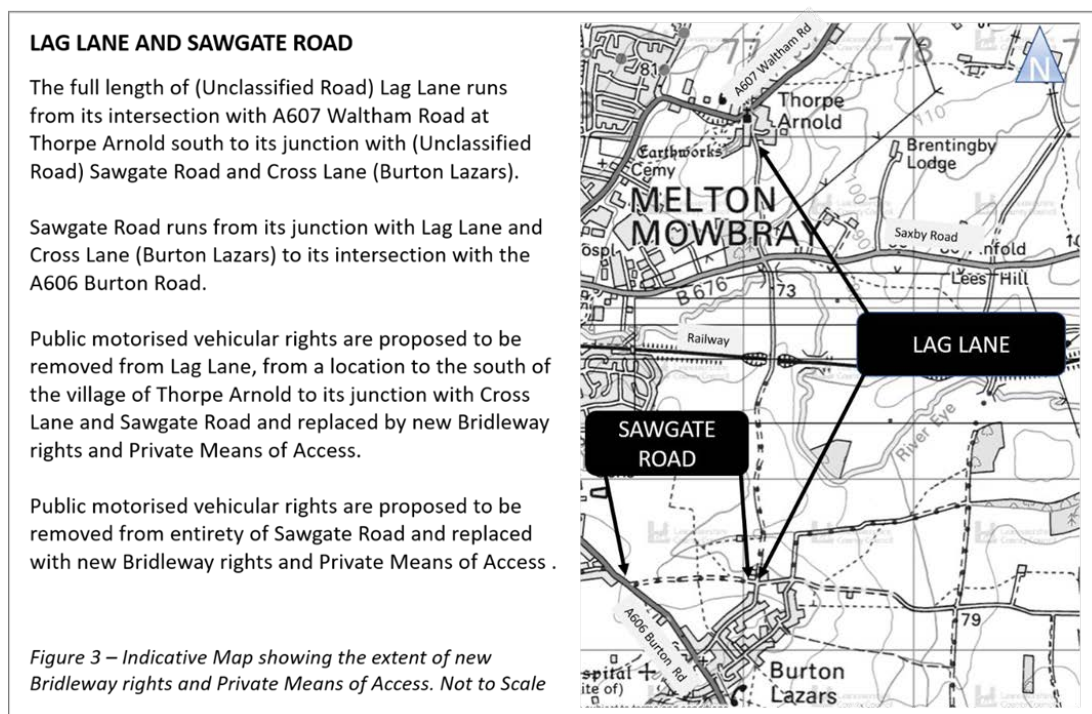 LAG LANE AND SAWGATE ROAD
The full length of (Unclassified Road) Lag Lane runs
from its intersection with A607 Waltham Road at
Thorpe Arnold south to its junction with (Unclassified
Road) Sawgate Road and Cross Lane (Burton Lazars).
Sawgate Road runs from its junction with Lag Lane and
Cross Lane (Burton Lazars) to its intersection with the
A606 Burton Road.
Public motorised vehicular rights are proposed to be
removed from Lag Lane, from a location to the south of
the village of Thorpe Arnold to its junction with Cross
Lane and Sawgate Road and replaced by new Bridleway
rights and Private Means of Access.
Public motorised vehicular rights are proposed to be
removed from entirety of Sawgate Road and replaced
with new Bridleway rights and Private Means of Access .
Figure 3 – Indicative Map showing the extent of new
Bridleway rights and Private Means of Access. Not to Scale
77
78
N
81
A607 Waltham Rd
Thorpe
Arnold
110
Earthworks
Cemy
Brentingby
Lodge
100
90
MELTON
MOWBRAY
Saxby Road
Lees Hill
B 676
73
Railway
LAG LANE
River Eye
SAWGATE
ROAD
A606 Burton Rd
79
Burton
Lazars